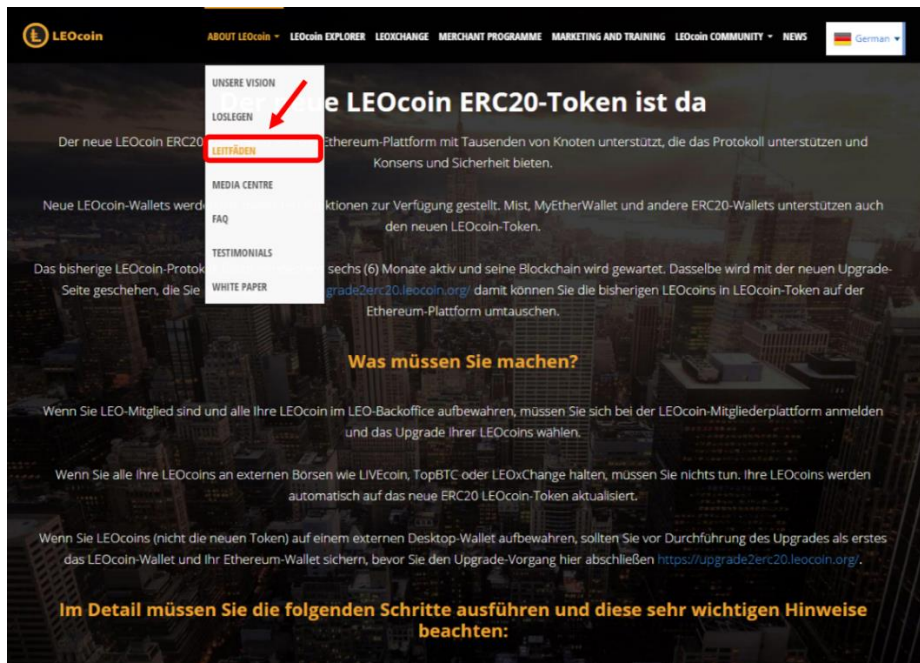 LEOcoin
ABOUT LEOcoin LEOcoin EXPLORER LEOXCHANGE MERCHANT PROGRAMME MARKETING AND TRAINING LEOcoin COMMUNITY NEWS German
UNSERE VISION
LOSLEGEN
LEITFÄDEN
MEDIA CENTRE
FAQ
TESTIMONIALS
WHITE PAPER
Der ue LEOcoin ERC20-Token ist da
Der neue LEOcoin ERC20 Ethereum-Plattform mit Tausenden von Knoten unterstützt, die das Protokoll unterstützen und
Konsens und Sicherheit bieten.
Neue LEOcoin-Wallets werde ktionen zur Verfügung gestellt. Mist, MyEtherWallet und andere ERC20-Wallets unterstützen auch
den neuen LEOcoin-Token.
Das bisherige LEOcoin-Protok sechs (6) Monate aktiv und seine Blockchain wird gewartet. Dasselbe wird mit der neuen Upgrade-
Seite geschehen, die Sie grade2erc20.leocoin.org/ damit können Sie die bisherigen LEOcoins in LEOcoin-Token auf der
Ethereum-Plattform umtauschen.
Was müssen Sie machen?
Wenn Sie LEO-Mitglied sind und alle Ihre LEOcoin im LEO-Backoffice aufbewahren, müssen Sie sich bei der LEOcoin-Mitgliederplattform anmelden
und das Upgrade Ihrer LEOcoins wählen.
Wenn Sie alle Ihre LEOcoins an externen Börsen wie LIVEcoin, TopBTC oder LEOxChange halten, müssen Sie nichts tun. Ihre LEOcoins werden
automatisch auf das neue ERC20 LEOcoin-Token aktualisiert.
Wenn Sie LEOcoins (nicht die neuen Token) auf einem externen Desktop-Wallet aufbewahren, sollten Sie vor Durchführung des Upgrades als erstes
das LEOcoin-Wallet und Ihr Ethereum-Wallet sichern, bevor Sie den Upgrade-Vorgang hier abschließen https://upgrade2erc20.leocoin.org/.
Im Detail müssen Sie die folgenden Schritte ausführen und diese sehr wichtigen Hinweise
beachten: